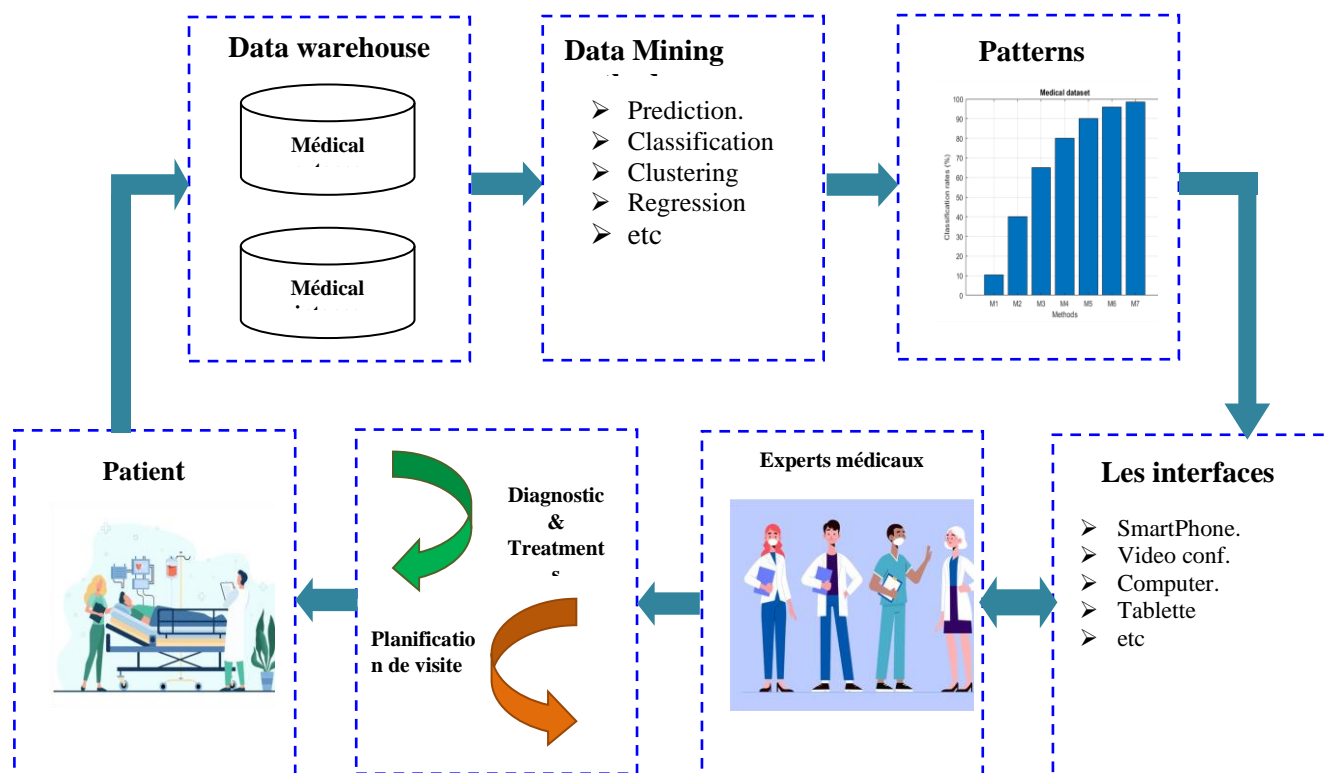 Data warehouse
Médical
Médical
Data Mining
➢ Prediction.
➢ Classification
➢ Clustering
➢ Regression
➢ etc
Patterns
Medical dataset
Classification rates (%)
100
90
80
70
60
50
40
30
20
10
0
M1 M2 M3 M4 M5 M6 M7
Methods
Patient
Diagnostic
&
Treatment
s
Planificatio
n de visite
Experts médicaux
Les interfaces
➢ SmartPhone.
➢ Video conf.
➢ Computer.
➢ Tablette
➢ etc